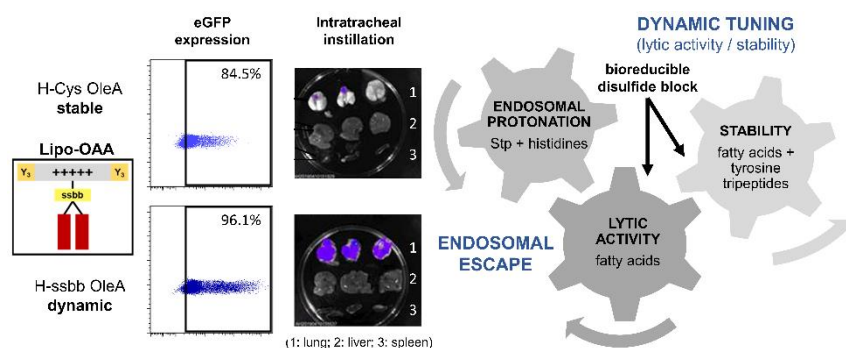 eGFP
expression
Intratracheal
instillation
H-Cys OleA
stable
84.5%
1
2
3
Lipo-OAA
Y3
+++++
Y3
ssbb
H-ssbb OleA
dynamic
96.1%
1
2
3
(1: lung; 2: liver; 3: spleen)
DYNAMIC TUNING
(lytic activity / stability)
bioreducible
disulfide block
ENDOSOMAL
PROTONATION
Stp + histidines
STABILITY
fatty acids +
tyrosine
tripeptides
LYTIC
ACTIVITY
fatty acids
ENDOSOMAL
ESCAPE